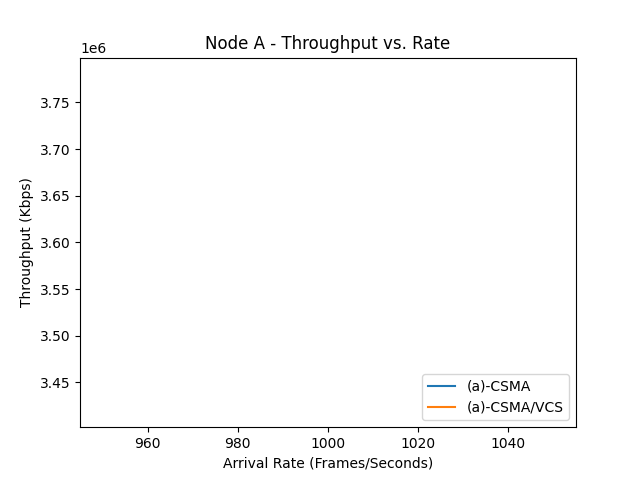 Node A - Throughput vs. Rate
1e6
3.75
3.70
3.65
3.60
3.55
3.50
3.45
Throughput (Kbps)
(a)-CSMA
(a)-CSMA/VCS
960 980 1000 1020 1040
Arrival Rate (Frames/Seconds)